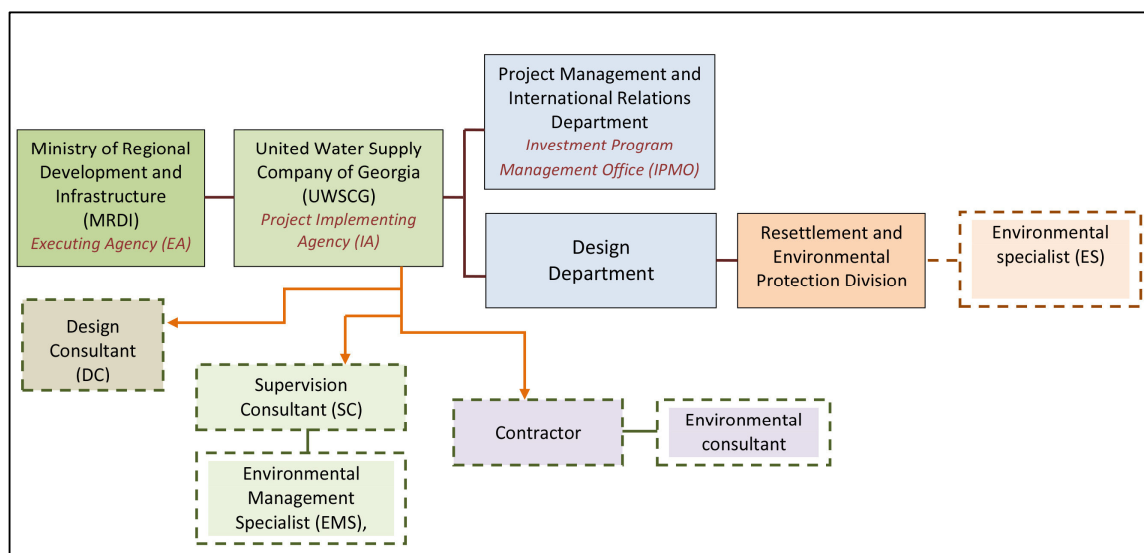 Project Management and
International Relations
Department
Investment Program
Management Office (IPMO)
Ministry of Regional
Development and
Infrastructure
(MRDI)
Executing Agency (EA)
United Water Supply
Company of Georgia
(UWSCG)
Project Implementing
Agency (IA)
Design
Department
Resettlement and
Environmental
Protection Division
Environmental
specialist (ES)
Design
Consultant
(DC)
Supervision
Consultant (SC)
Contractor
Environmental
consultant
Environmental
Management
Specialist (EMS),